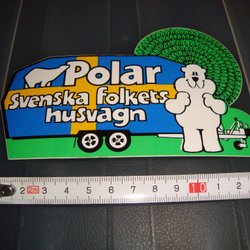 Polar
Svenska folkets
husvagn
2 3 4 5 6 7 8 9 10 1 2